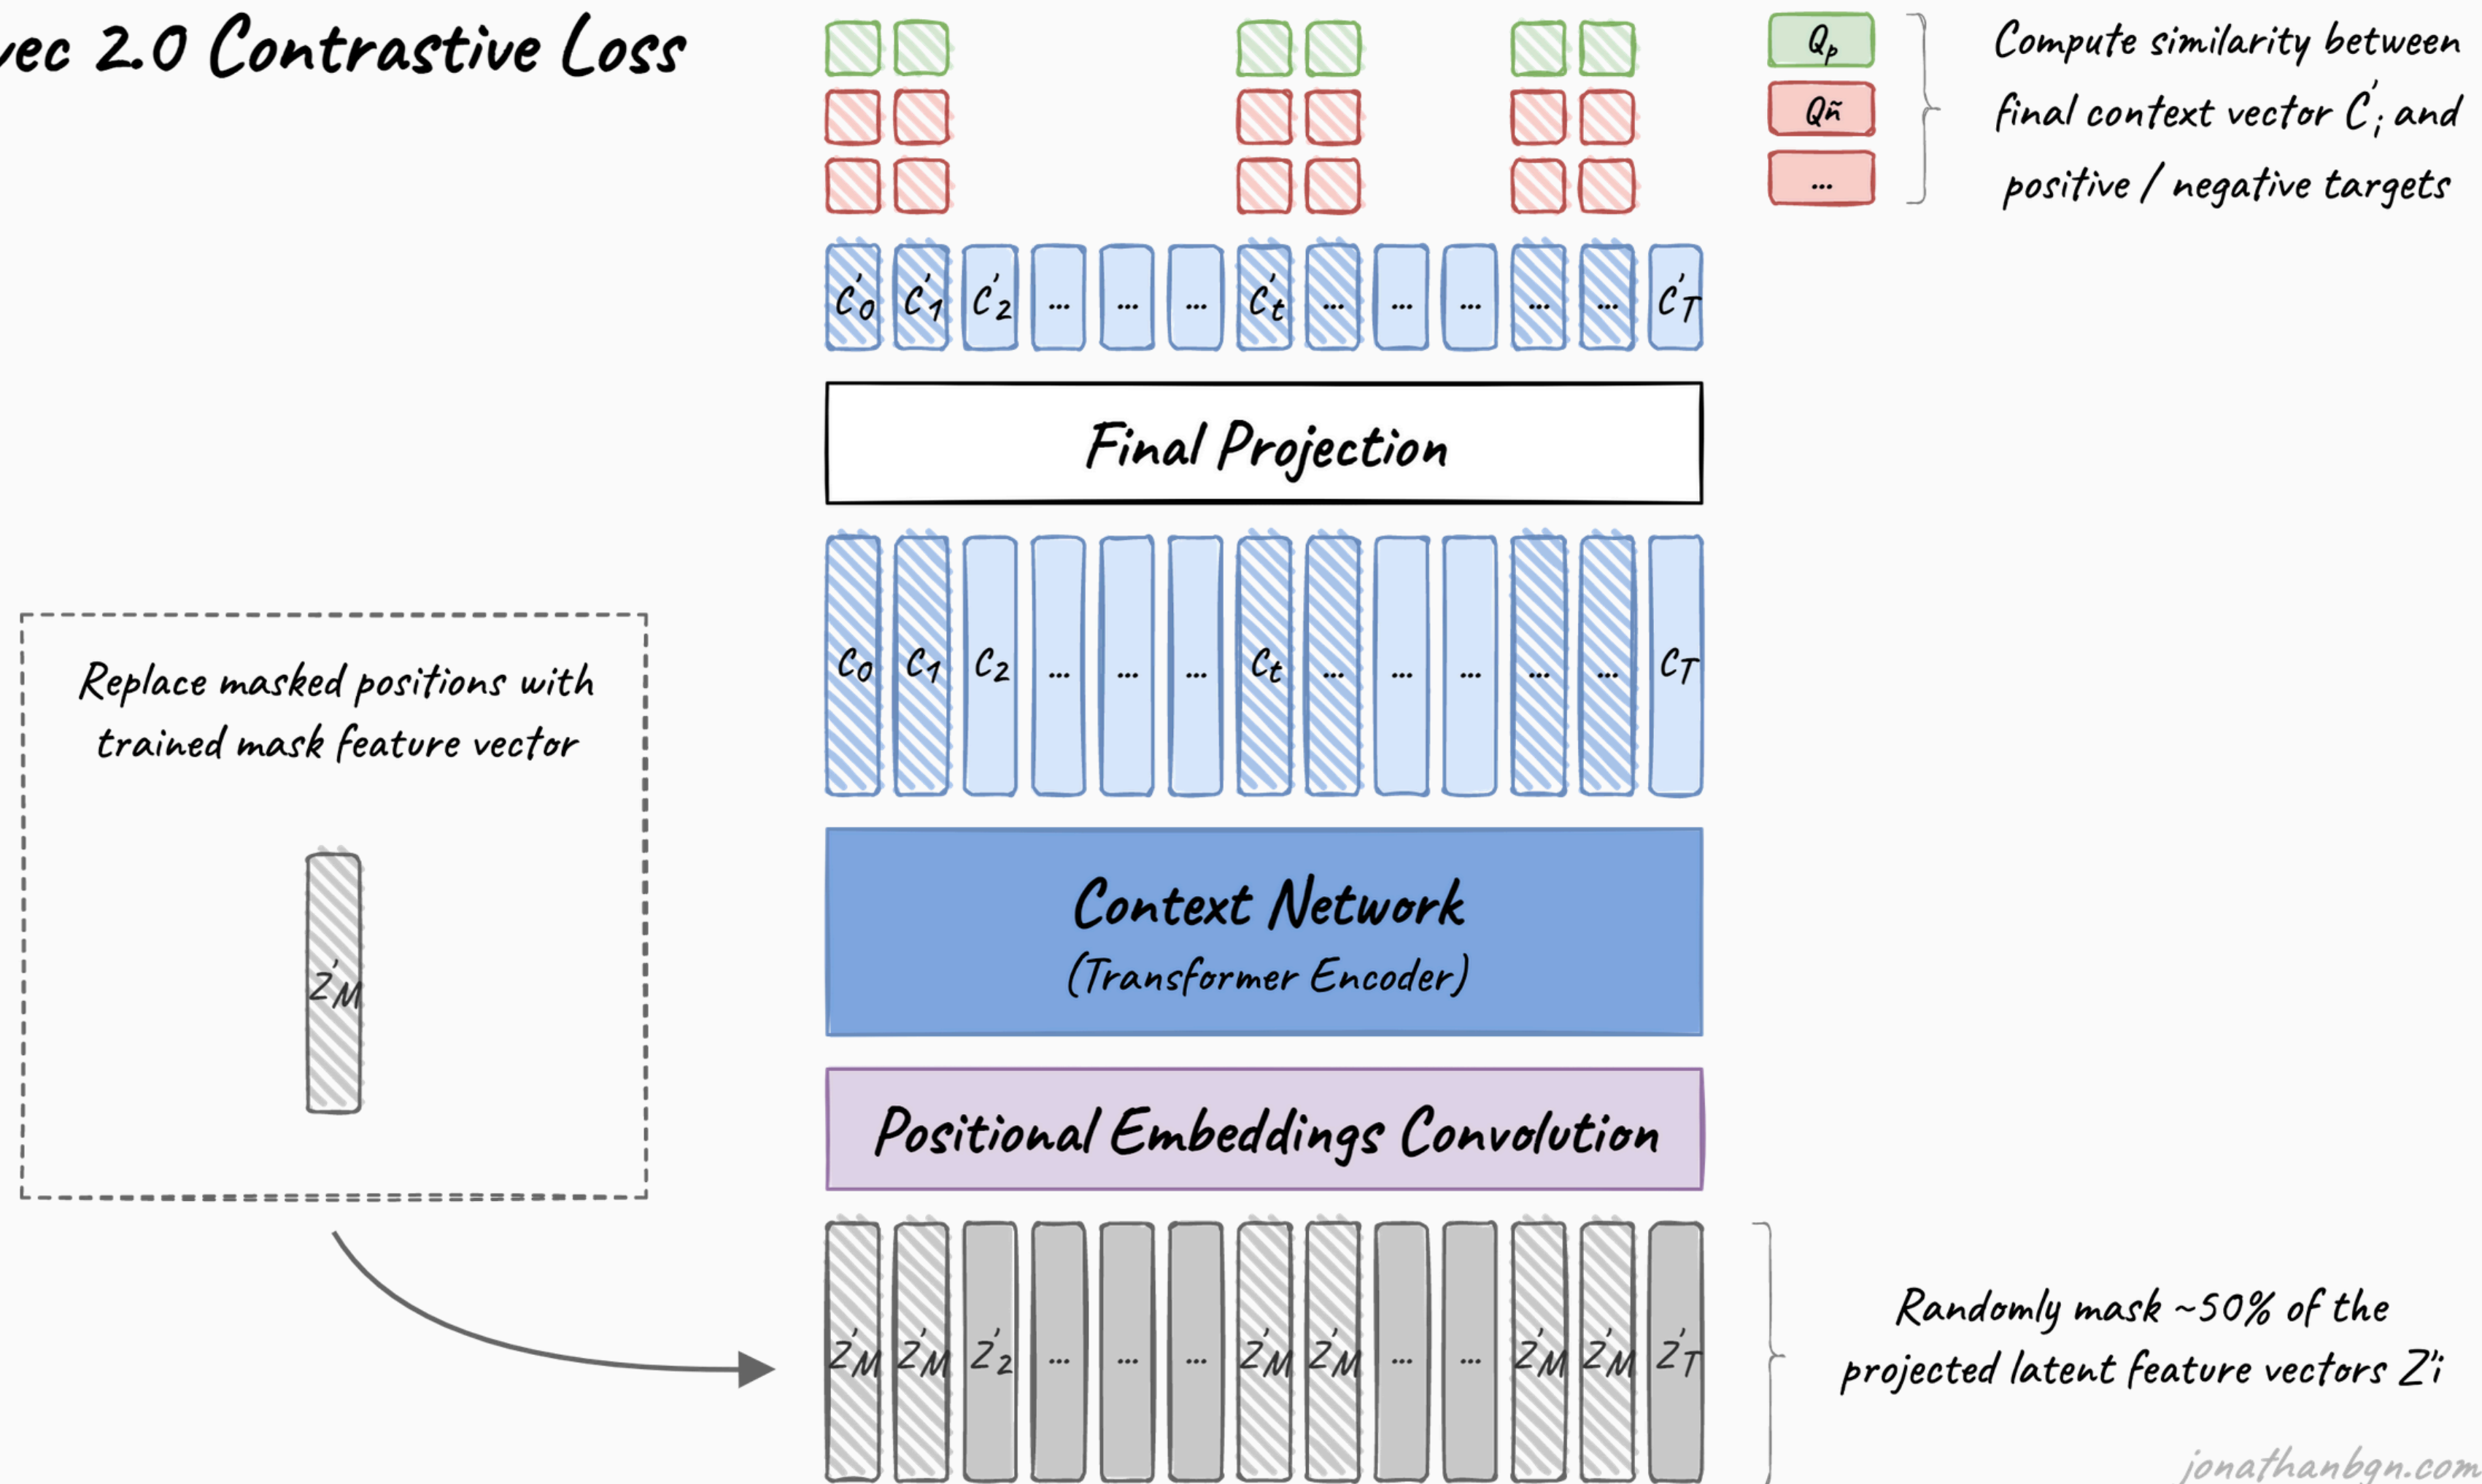 vec 2.0 Contrastive Loss
Qp
Qñ
...
Compute similarity between
final context vector C'i and
positive / negative targets
C'0 C'1 C'2 ... ... ... C't ... ... ... ... ... C'T
Final Projection
C0 C1 C2 ... ... ... Ct ... ... ... ... ... CT
Replace masked positions with
trained mask feature vector
Z'M
Context Network
(Transformer Encoder)
Positional Embeddings Convolution
Z'M Z'M Z'2 ... ... ... Z'M Z'M ... ... Z'M Z'M Z'T
Randomly mask ~50% of the
projected latent feature vectors Z'i
jonathanbgn.com